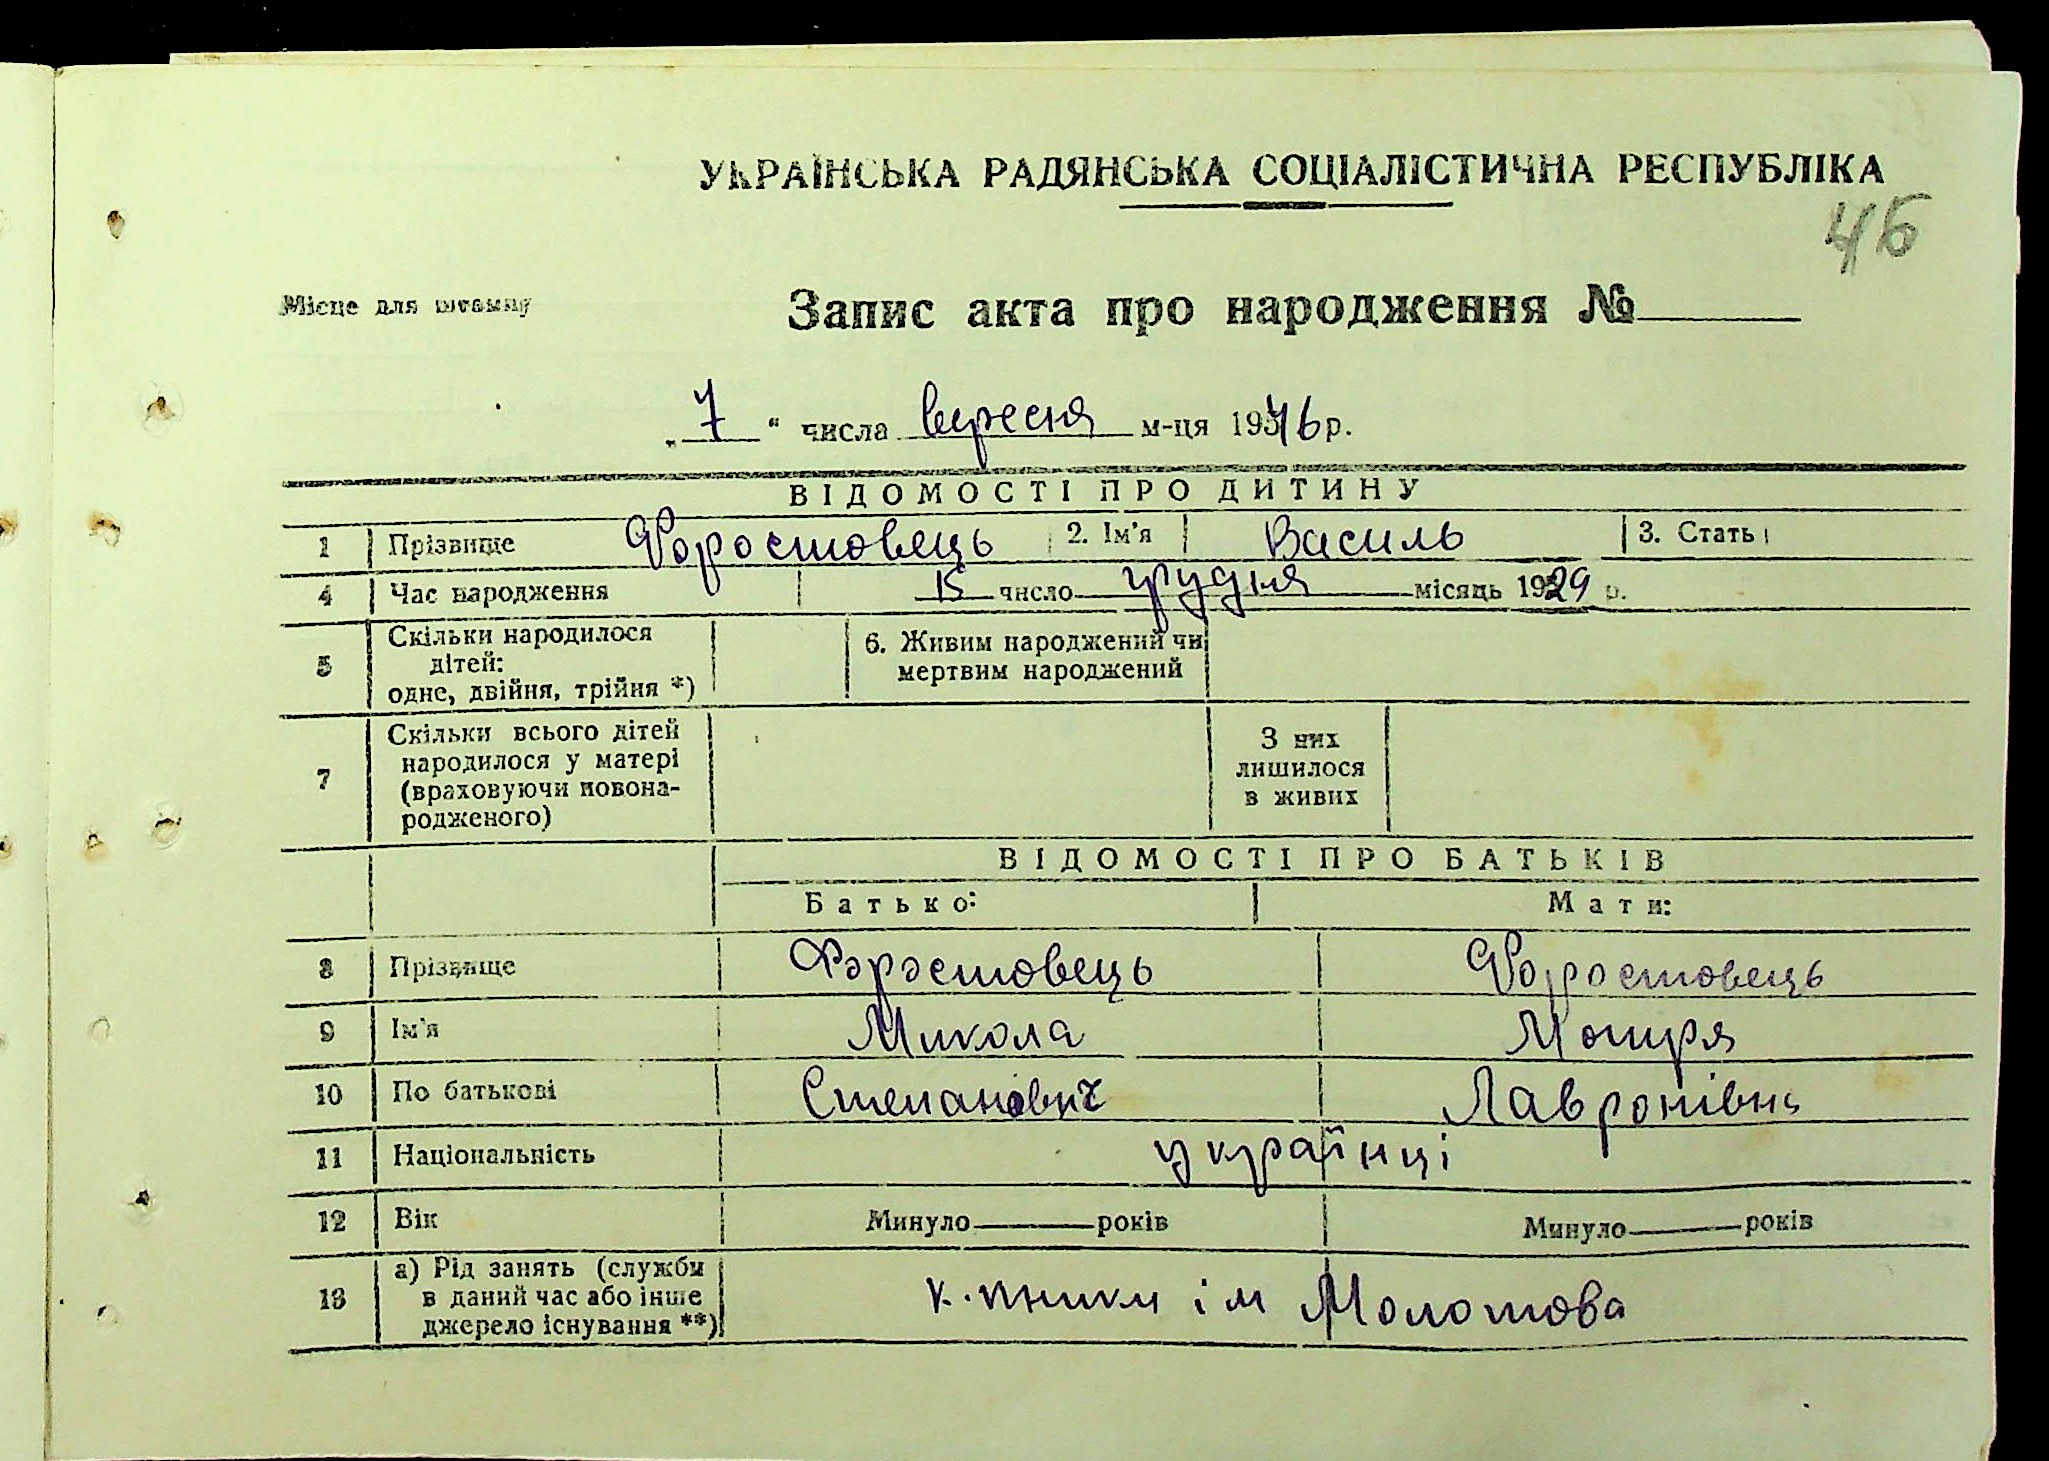 УКРАЇНСЬКА РАДЯНСЬКА СОЦІАЛІСТИЧНА РЕСПУБЛІКА
46
Місце для штампу
Запис акта про народження №
„ 7 “ числа вересня м-ця 1946 р.
ВІДОМОСТІ ПРО ДИТИНУ
1 Прізвище Форостовець 2. Ім'я Василь 3. Стать
4 Час народження 15 число грудня місяць 1929 р.
5 Скільки народилося дітей: одне, двійня, трійня *) 6. Живим народжений чи мертвим народжений
7 Скільки всього дітей народилося у матері (враховуючи новона-родженого) З них лишилося в живих
ВІДОМОСТІ ПРО БАТЬКІВ
Батько: Мати:
8 Прізвище Форостовець Форостовець
9 Ім'я Микола Мотря
10 По батькові Степанович Лавронівна
11 Національність українці
12 Вік Минуло років Минуло років
13 а) Рід занять (служби в даний час або інше джерело існування **) к-пники ім Молотова